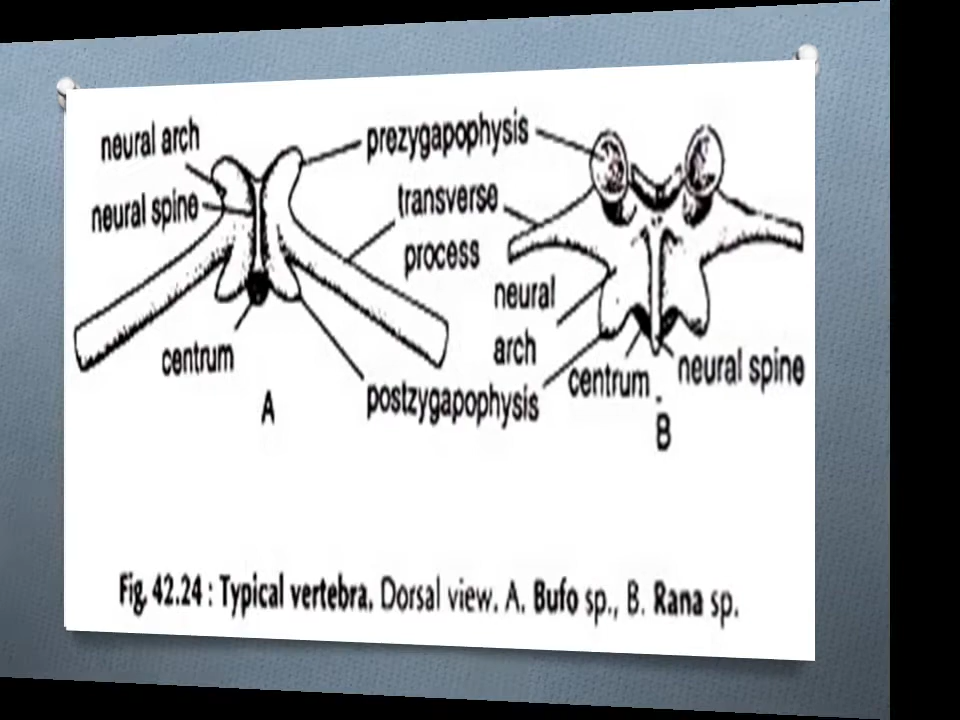 neural arch
neural spine
centrum
A
prezygapophysis
transverse
process
postzygapophysis
neural
arch
centrum
neural spine
B
Fig. 42.24 : Typical vertebra. Dorsal view. A. Bufo sp., B. Rana sp.